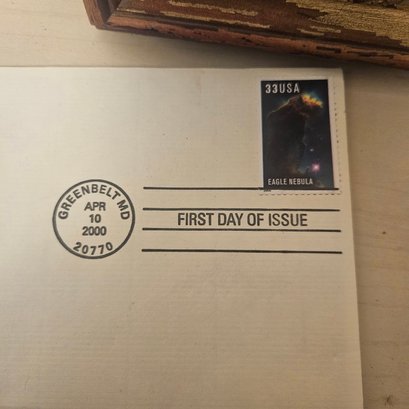 33USA
EAGLE NEBULA
GREENBELT MD
APR
10
2000
20770
FIRST DAY OF ISSUE